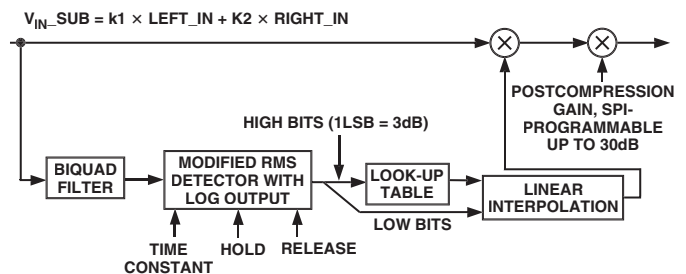 V_IN_SUB = k1 × LEFT_IN + K2 × RIGHT_IN
×
×
POSTCOMPRESSION
GAIN, SPI-
PROGRAMMABLE
UP TO 30dB
HIGH BITS (1LSB = 3dB)
BIQUAD
FILTER
MODIFIED RMS
DETECTOR WITH
LOG OUTPUT
LOOK-UP
TABLE
LINEAR
INTERPOLATION
LOW BITS
TIME
CONSTANT
HOLD
RELEASE